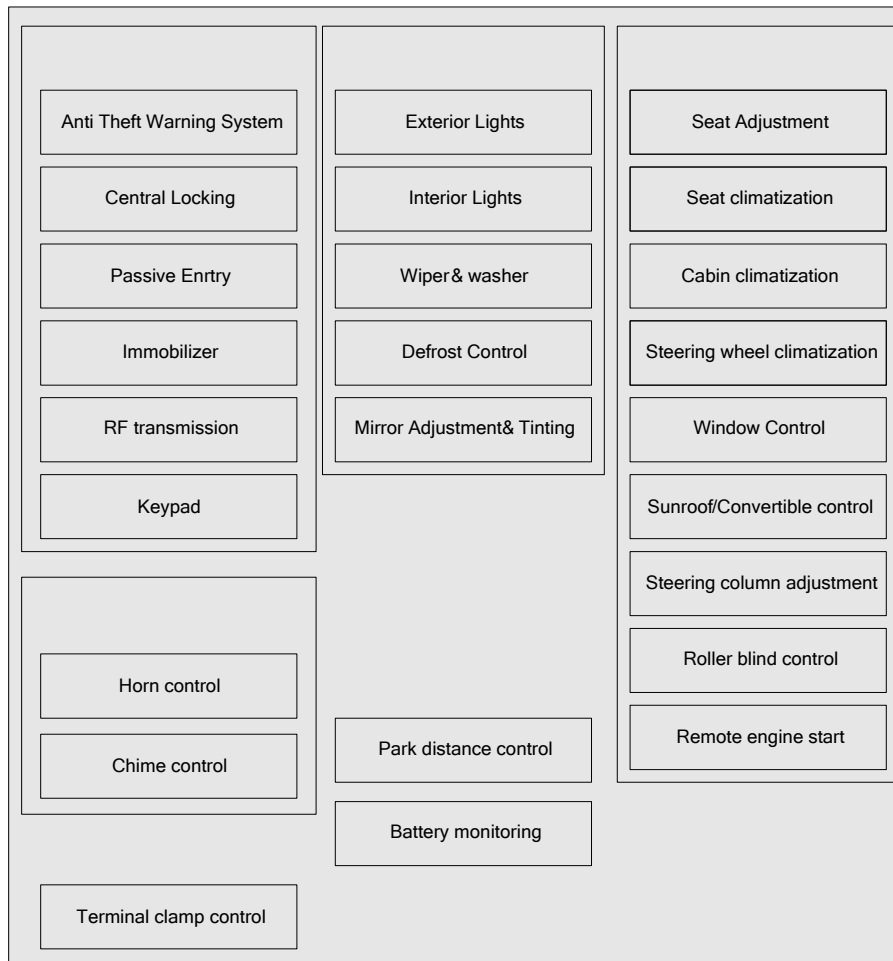 Anti Theft Warning System
Central Locking
Passive Enrtry
Immobilizer
RF transmission
Keypad
Horn control
Chime control
Terminal clamp control
Exterior Lights
Interior Lights
Wiper& washer
Defrost Control
Mirror Adjustment& Tinting
Park distance control
Battery monitoring
Seat Adjustment
Seat climatization
Cabin climatization
Steering wheel climatization
Window Control
Sunroof/Convertible control
Steering column adjustment
Roller blind control
Remote engine start